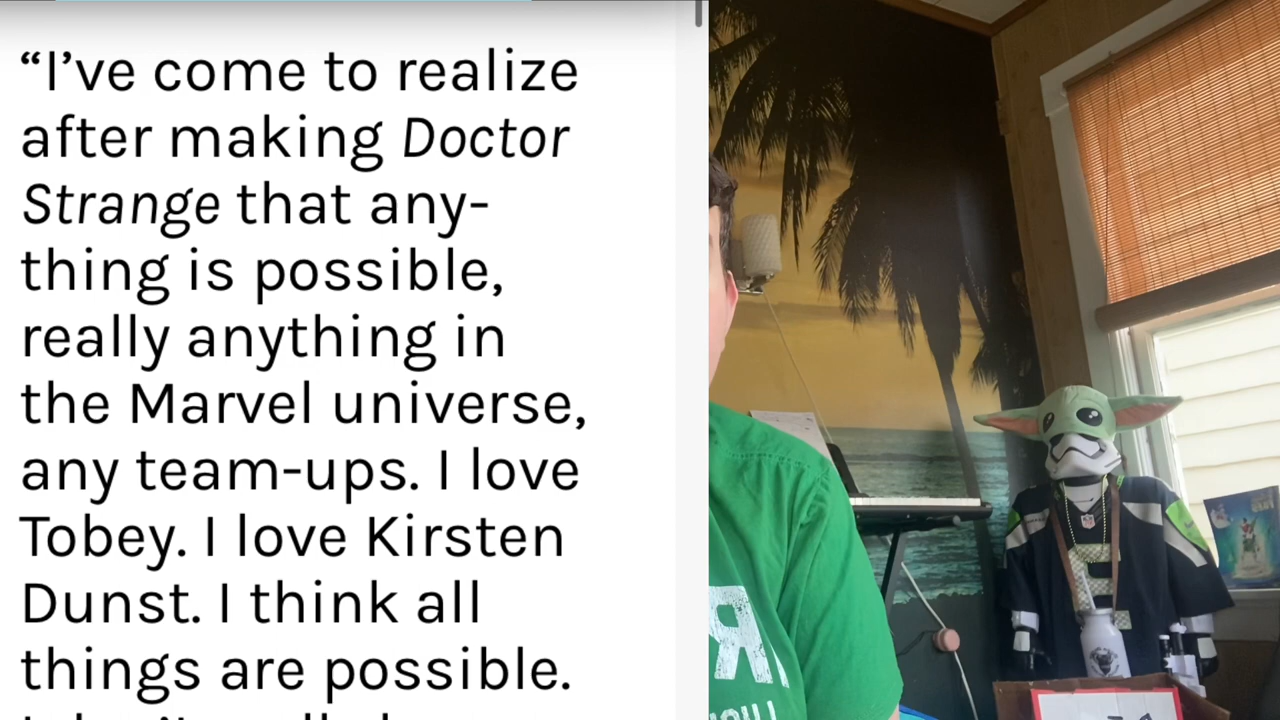 “I’ve come to realize
after making Doctor
Strange that any-
thing is possible,
really anything in
the Marvel universe,
any team-ups. I love
Tobey. I love Kirsten
Dunst. I think all
things are possible.
NFL